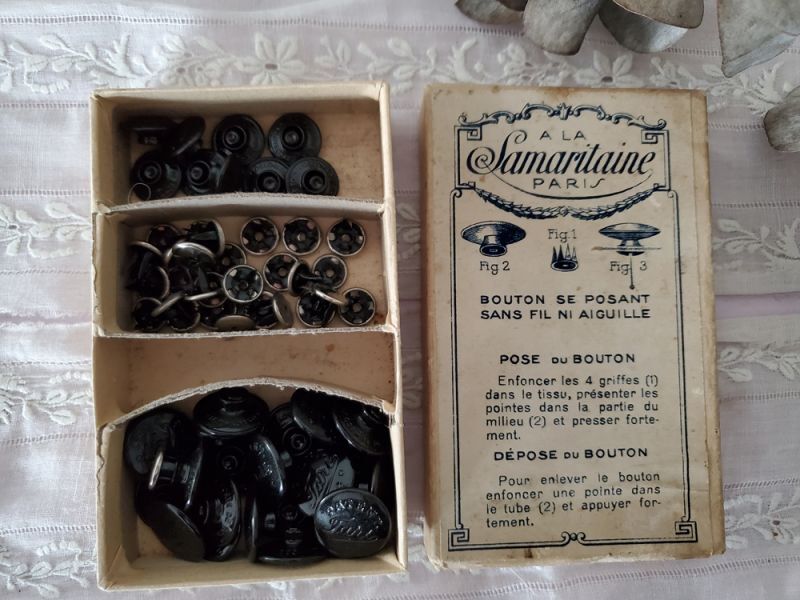 A LA
Samaritaine
PARIS
Fig. 1
Fig. 2
Fig. 3
BOUTON SE POSANT
SANS FIL NI AIGUILLE
POSE DU BOUTON
Enfoncer les 4 griffes (1)
dans le tissu, présenter les
pointes dans la partie du
milieu (2) et presser forte-
ment.
DÉPOSE DU BOUTON
Pour enlever le bouton
enfoncer une pointe dans
le tube (2) et appuyer for-
tement.